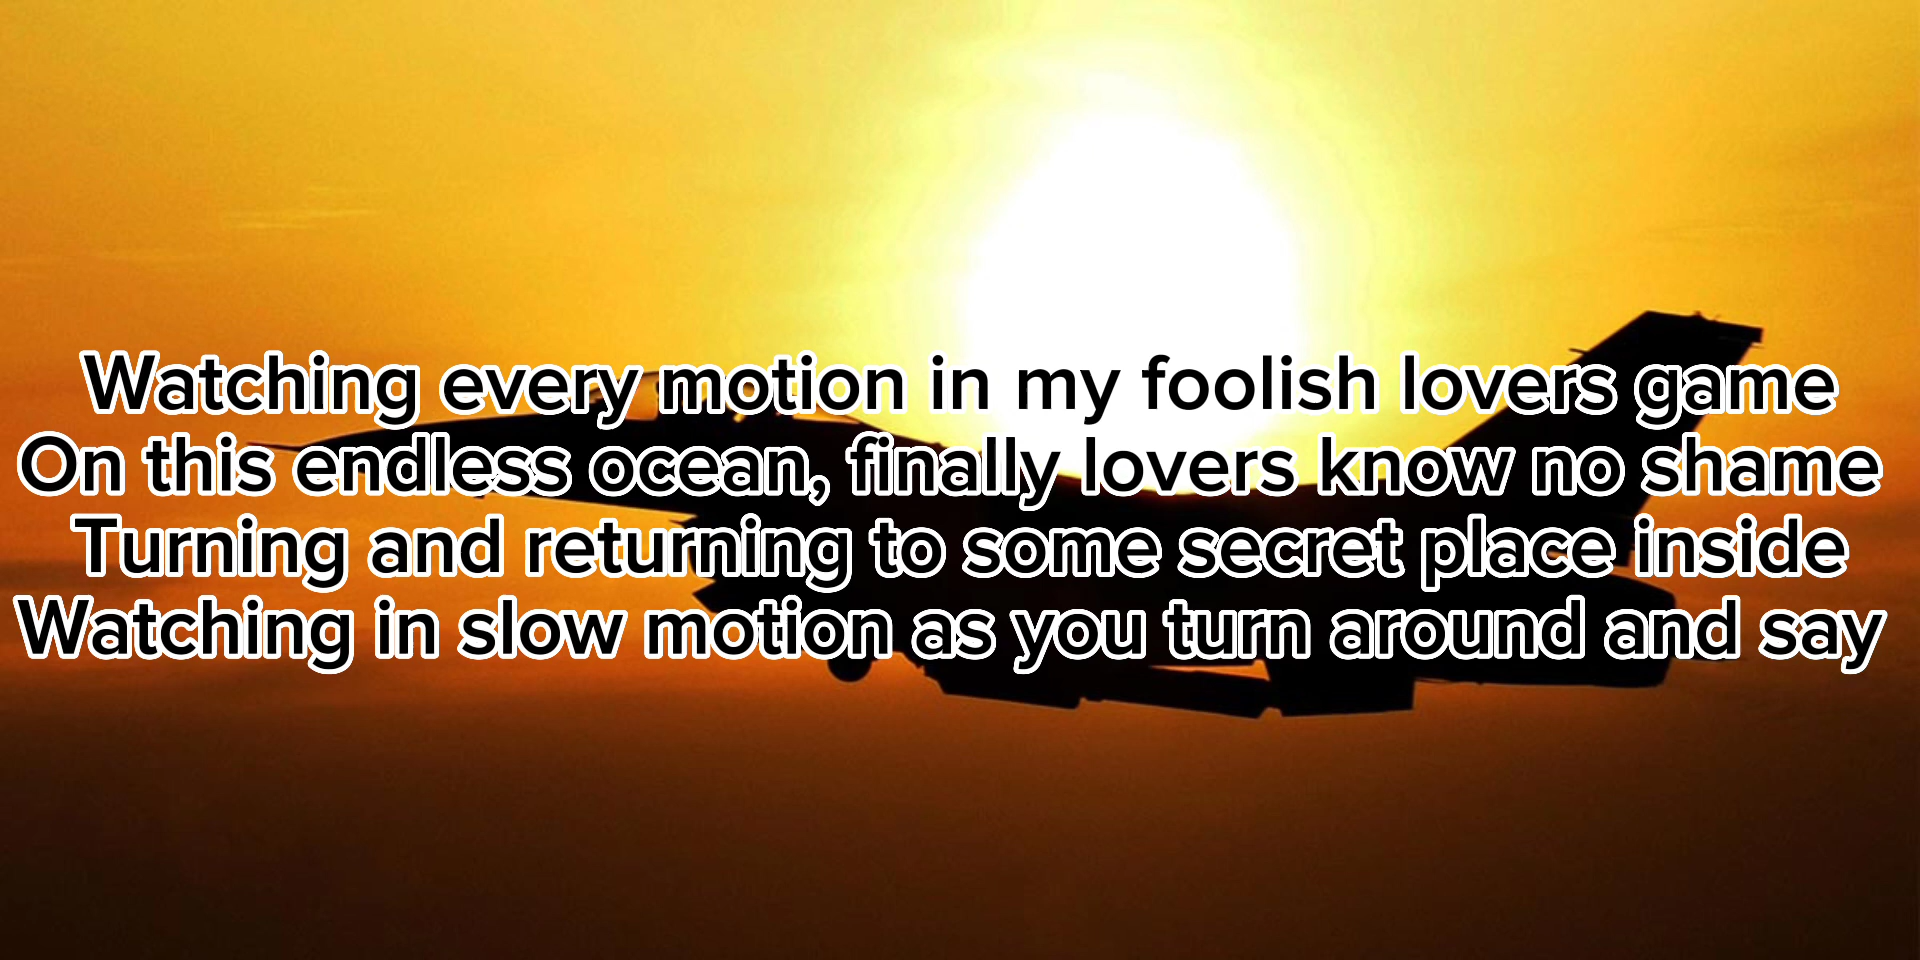 Watching every motion in my foolish lovers game
On this endless ocean, finally lovers know no shame
Turning and returning to some secret place inside
Watching in slow motion as you turn around and say